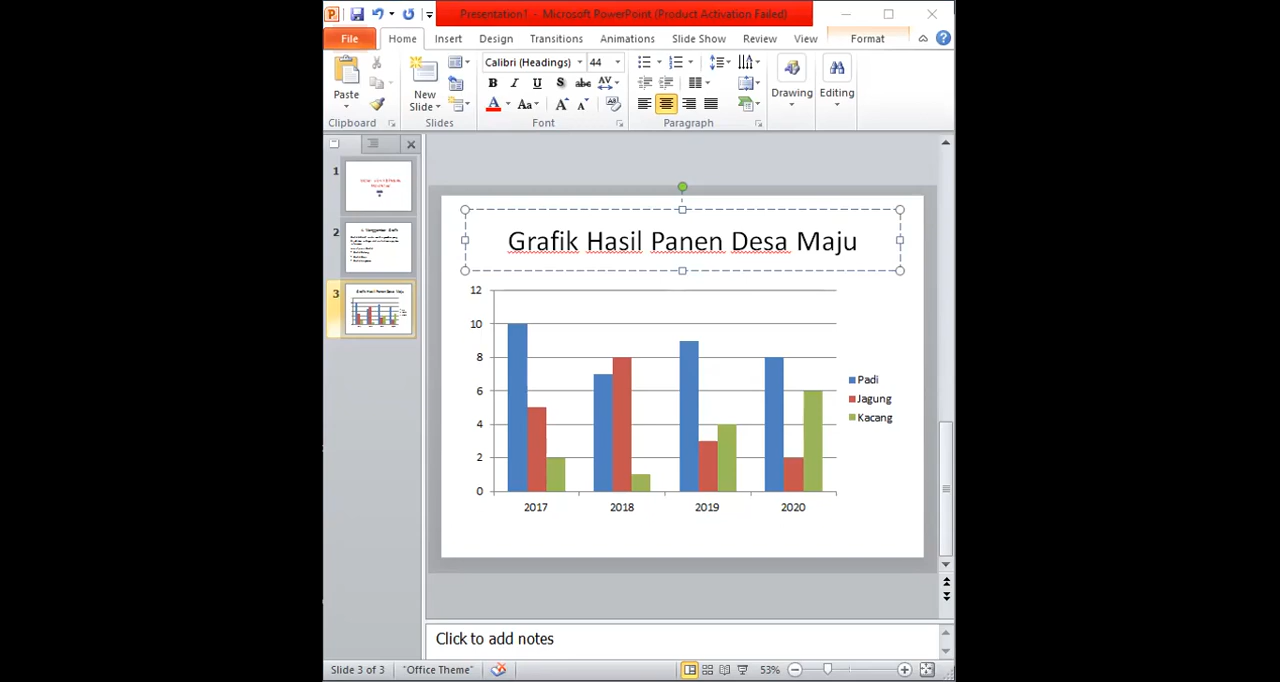 Presentation1 - Microsoft PowerPoint (Product Activation Failed)
File Home Insert Design Transitions Animations Slide Show Review View Format
Calibri (Headings) 44
Paste New Slide Drawing Editing
Clipboard Slides Font Paragraph
1
2
3
Grafik Hasil Panen Desa Maju
12
10
8
6
4
2
0
2017 2018 2019 2020
Padi
Jagung
Kacang
Click to add notes
Slide 3 of 3 "Office Theme" 53%